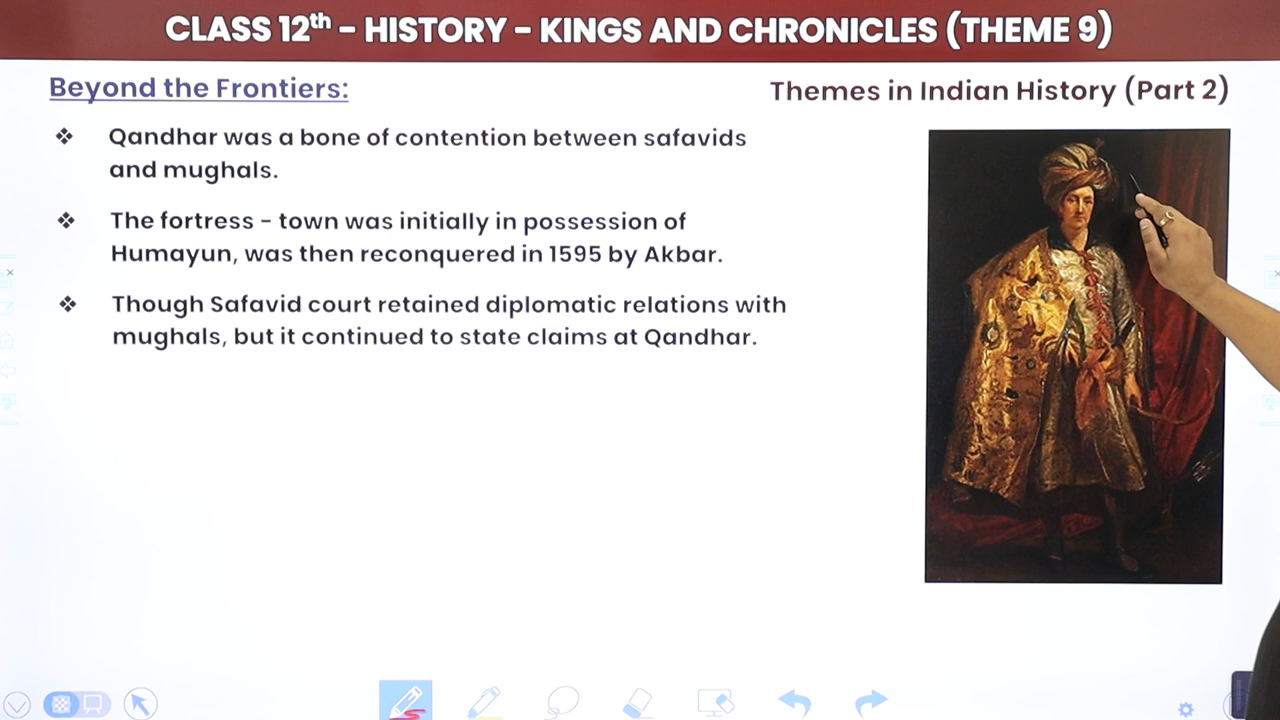 CLASS 12th – HISTORY – KINGS AND CHRONICLES (THEME 9)
Beyond the Frontiers:
Themes in Indian History (Part 2)
❖ Qandhar was a bone of contention between safavids
and mughals.
❖ The fortress – town was initially in possession of
Humayun, was then reconquered in 1595 by Akbar.
❖ Though Safavid court retained diplomatic relations with
mughals, but it continued to state claims at Qandhar.